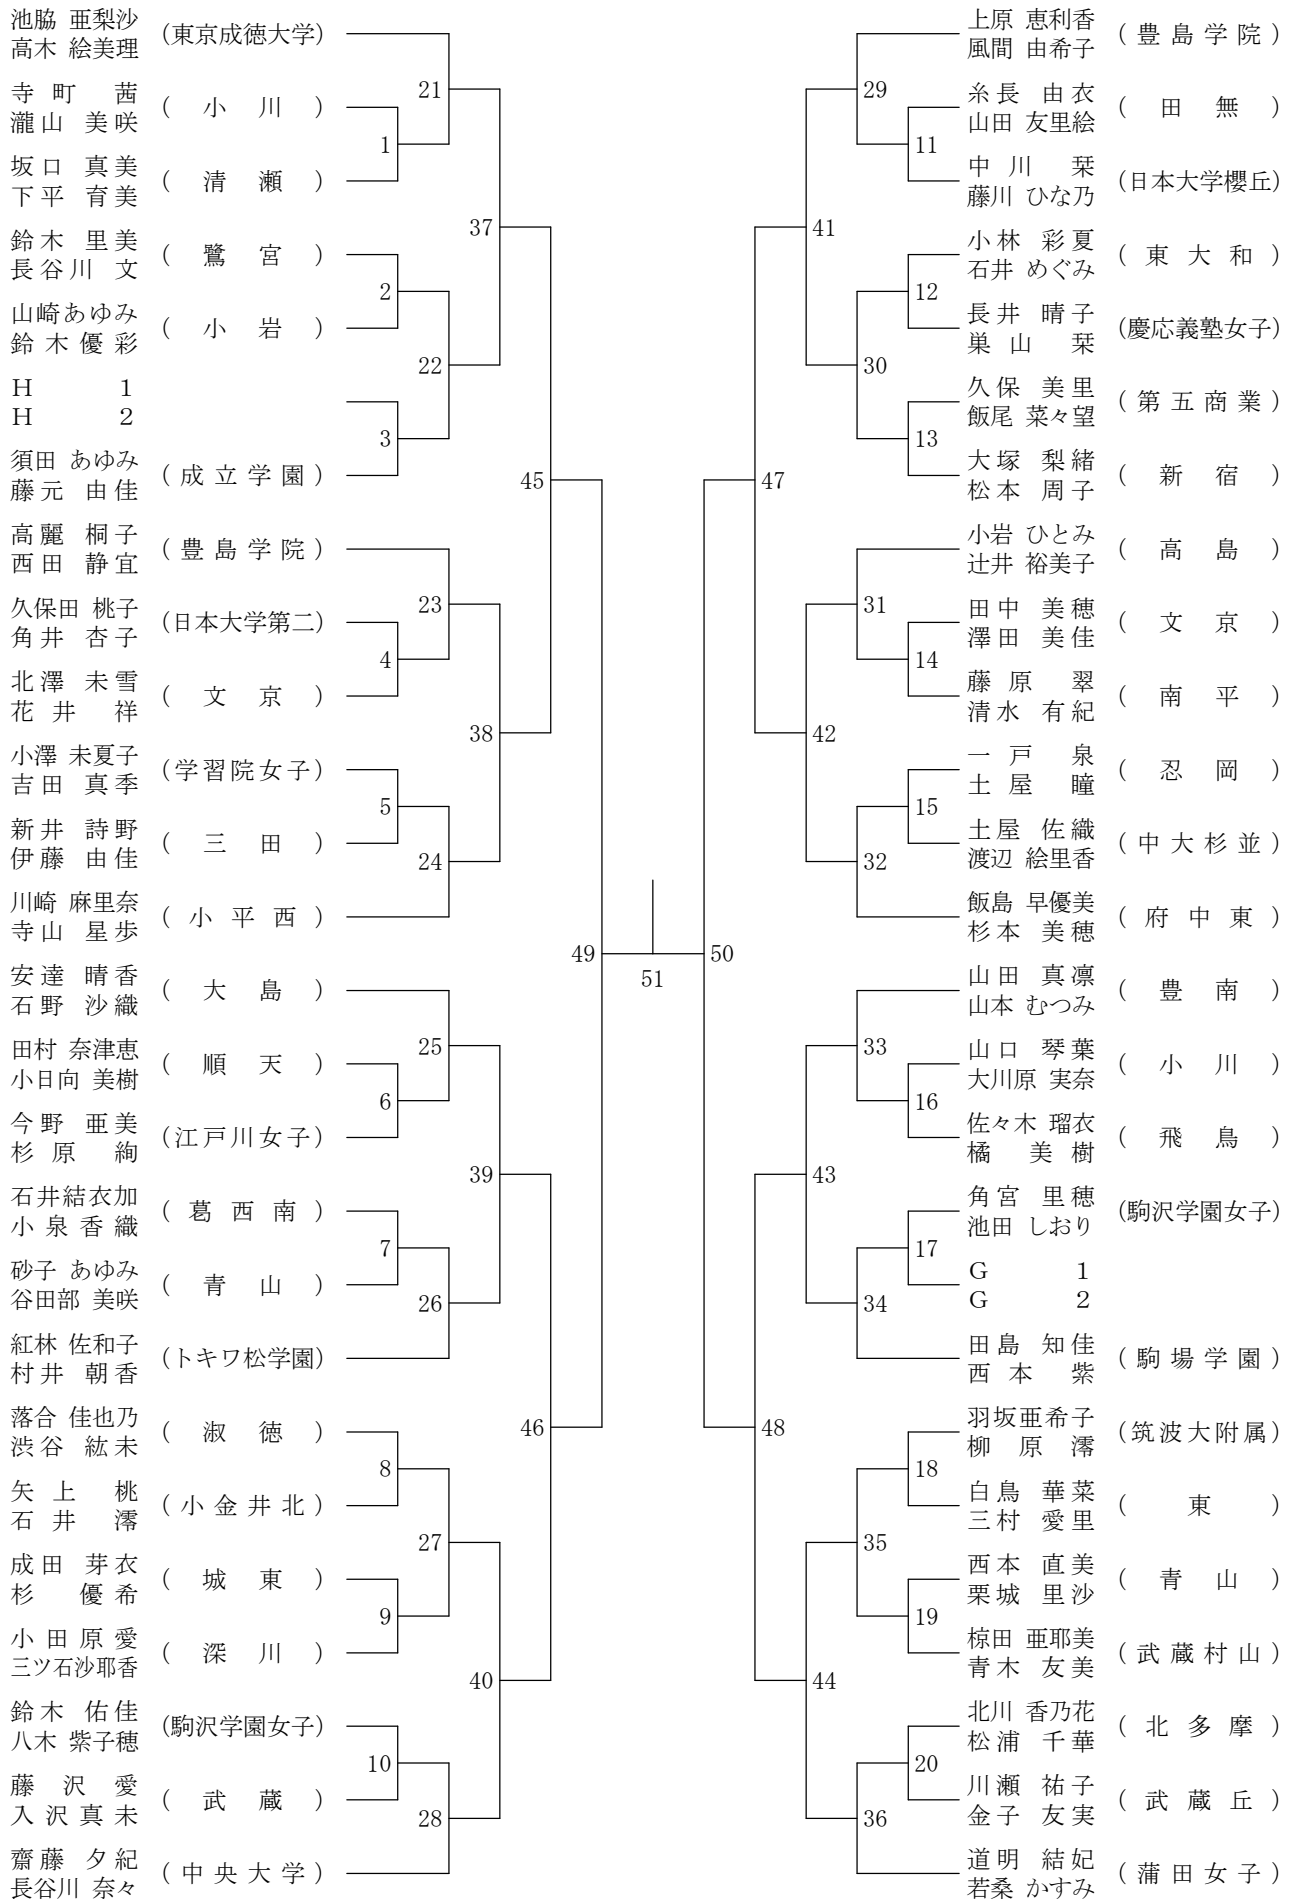 池脇 亜梨沙
高木 絵美理
(東京成徳大学)
寺町 茜
瀧山 美咲
( 小 川 )
坂口 真美
下平 育美
( 清 瀬 )
鈴木 里美
長谷川 文
( 鷺 宮 )
山崎あゆみ
鈴木優彩
( 小 岩 )
H 1
H 2
須田 あゆみ
藤元 由佳
( 成立学園 )
高麗 桐子
西田 静宜
( 豊島学院 )
久保田 桃子
角井 杏子
(日本大学第二)
北澤 未雪
花井 祥
( 文 京 )
小澤 未夏子
吉田 真季
(学習院女子)
新井 詩野
伊藤 由佳
( 三 田 )
川崎 麻里奈
寺山 星歩
( 小平西 )
安達 晴香
石野 沙織
( 大 島 )
田村 奈津恵
小日向 美樹
( 順 天 )
今野 亜美
杉原 絢
(江戸川女子)
石井結衣加
小泉香織
( 葛西南 )
砂子 あゆみ
谷田部 美咲
( 青 山 )
紅林 佐和子
村井 朝香
(トキワ松学園)
落合 佳也乃
渋谷 紘未
( 淑 徳 )
矢上 桃
石井 澪
( 小金井北 )
成田 芽衣
杉 優希
( 城 東 )
小田原愛
三ツ石沙耶香
( 深 川 )
鈴木 佑佳
八木 紫子穂
(駒沢学園女子)
藤沢愛
入沢真未
( 武 蔵 )
齋藤 夕紀
長谷川 奈々
( 中央大学 )
1
2
3
4
5
6
7
8
9
10
21
22
23
24
25
26
27
28
37
38
39
40
45
46
49
51
50
47
48
41
42
43
44
29
30
31
32
33
34
35
36
11
12
13
14
15
16
17
18
19
20
上原 恵利香
風間 由希子
( 豊島学院 )
糸長 由衣
山田 友里絵
( 田 無 )
中川 栞
藤川 ひな乃
(日本大学櫻丘)
小林 彩夏
石井 めぐみ
( 東大和 )
長井 晴子
巣山 栞
(慶応義塾女子)
久保 美里
飯尾 菜々望
( 第五商業 )
大塚 梨緒
松本 周子
( 新 宿 )
小岩 ひとみ
辻井 裕美子
( 高 島 )
田中 美穂
澤田 美佳
( 文 京 )
藤原 翠
清水 有紀
( 南 平 )
一戸 泉
土屋 瞳
( 忍 岡 )
土屋 佐織
渡辺 絵里香
( 中大杉並 )
飯島 早優美
杉本 美穂
( 府中東 )
山田 真凛
山本 むつみ
( 豊 南 )
山口 琴葉
大川原 実奈
( 小 川 )
佐々木 瑠衣
橘 美樹
( 飛 鳥 )
角宮 里穂
池田 しおり
(駒沢学園女子)
G 1
G 2
田島 知佳
西本 紫
( 駒場学園 )
羽坂亜希子
柳原 澪
(筑波大附属)
白鳥 華菜
三村 愛里
( 東 )
西本 直美
栗城 里沙
( 青 山 )
椋田 亜耶美
青木 友美
( 武蔵村山 )
北川 香乃花
松浦 千華
( 北多摩 )
川瀬 祐子
金子 友実
( 武蔵丘 )
道明 結妃
若桑 かすみ
( 蒲田女子 )